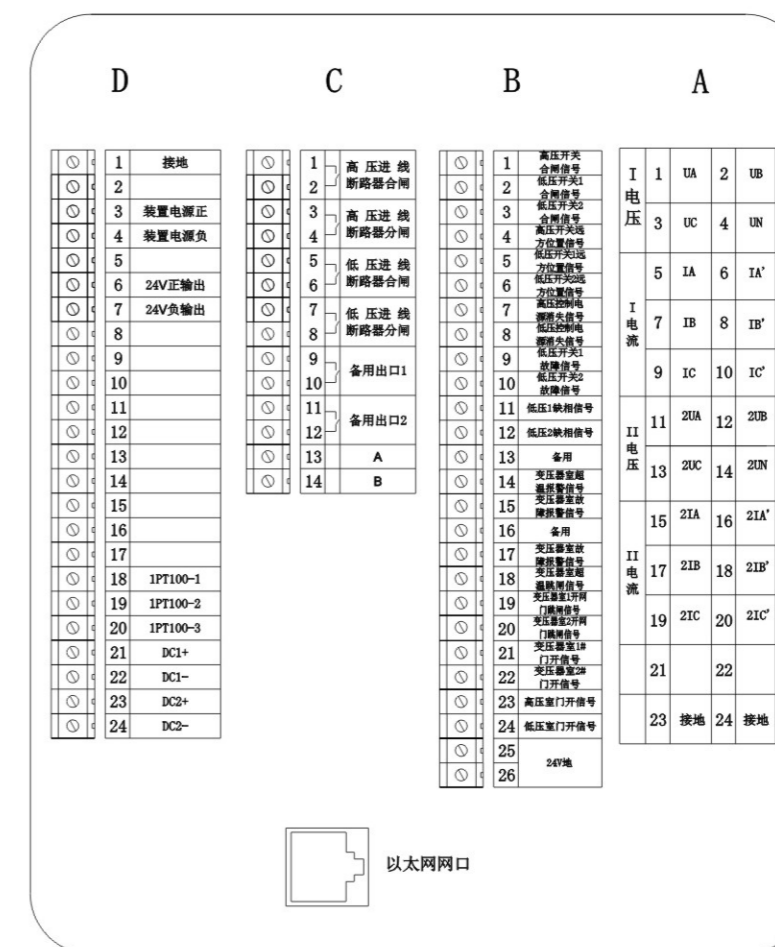 D
1 接地
2
3 装置电源正
4 装置电源负
5
6 24V正输出
7 24V负输出
8
9
10
11
12
13
14
15
16
17
18 1PT100-1
19 1PT100-2
20 1PT100-3
21 DC1+
22 DC1-
23 DC2+
24 DC2-
C
1
2
高 压进 线
断路器合闸
3
4
高 压进 线
断路器分闸
5
6
低 压进 线
断路器合闸
7
8
低 压进 线
断路器分闸
9
10
备用出口1
11
12
备用出口2
13 A
14 B
B
1 高压开关
合闸信号
2 低压开关1
合闸信号
3 低压开关2
合闸信号
4 高压开关远
方位置信号
5 低压开关1远
方位置信号
6 低压开关2远
方位置信号
7 高压控制电
源消失信号
8 低压控制电
源消失信号
9 低压开关1
故障信号
10 低压开关2
故障信号
11 低压1缺相信号
12 低压2缺相信号
13 备用
14 变压器室超
温报警信号
15 变压器室故
障报警信号
16 备用
17 变压器室故
障报警信号
18 变压器室超
温跳闸信号
19 变压器室1开网
门跳闸信号
20 变压器室2开网
门跳闸信号
21 变压器室1#
门开信号
22 变压器室2#
门开信号
23 高压室门开信号
24 低压室门开信号
25
26
24V地
A
I
电
压
1 UA 2 UB
3 UC 4 UN
I
电
流
5 IA 6 IA'
7 IB 8 IB'
9 IC 10 IC'
II
电
压
11 2UA 12 2UB
13 2UC 14 2UN
II
电
流
15 2IA 16 2IA'
17 2IB 18 2IB'
19 2IC 20 2IC'
21 22
23 接地 24 接地
以太网网口